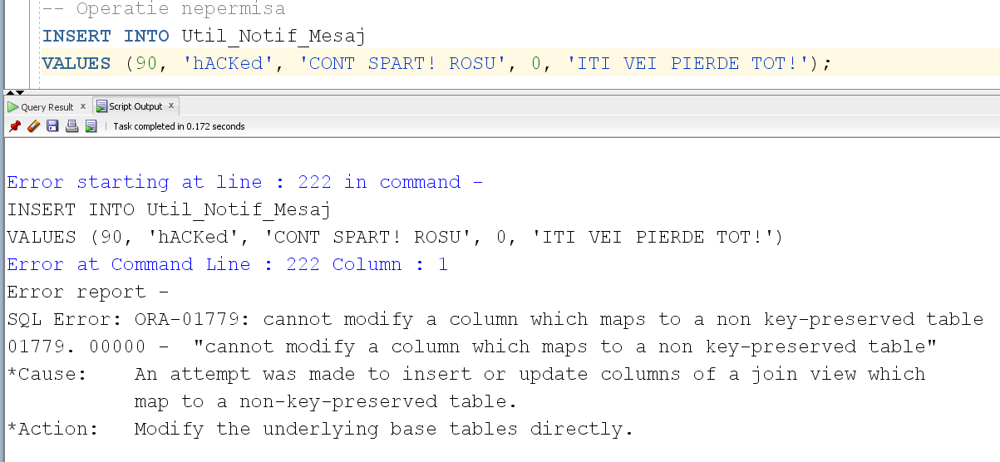 -- Operatie nepermisa
INSERT INTO Util_Notif_Mesaj
VALUES (90, 'hACKed', 'CONT SPART! ROSU', 0, 'ITI VEI PIERDE TOT!');
Query Result x Script Output x
Task completed in 0.172 seconds
Error starting at line : 222 in command -
INSERT INTO Util_Notif_Mesaj
VALUES (90, 'hACKed', 'CONT SPART! ROSU', 0, 'ITI VEI PIERDE TOT!')
Error at Command Line : 222 Column : 1
Error report -
SQL Error: ORA-01779: cannot modify a column which maps to a non key-preserved table
01779. 00000 -  "cannot modify a column which maps to a non key-preserved table"
*Cause:    An attempt was made to insert or update columns of a join view which
           map to a non-key-preserved table.
*Action:   Modify the underlying base tables directly.